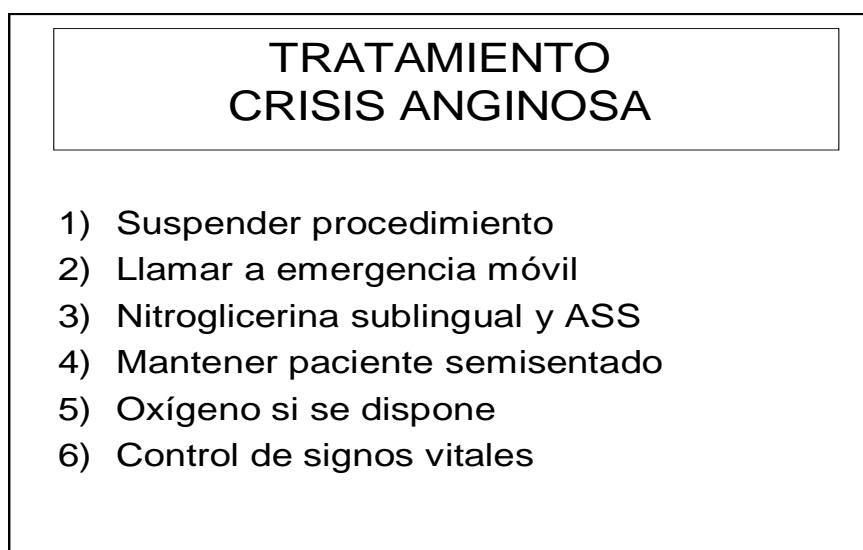 TRATAMIENTO
CRISIS ANGINOSA
1) Suspender procedimiento
2) Llamar a emergencia móvil
3) Nitroglicerina sublingual y ASS
4) Mantener paciente semisentado
5) Oxígeno si se dispone
6) Control de signos vitales